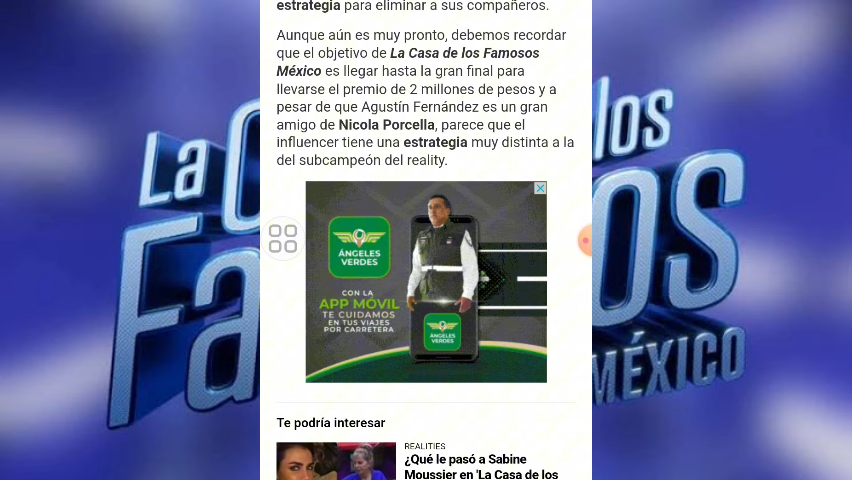 estrategia para eliminar a sus compañeros.
Aunque aún es muy pronto, debemos recordar
que el objetivo de La Casa de los Famosos
México es llegar hasta la gran final para
llevarse el premio de 2 millones de pesos y a
pesar de que Agustín Fernández es un gran
amigo de Nicola Porcella, parece que el
influencer tiene una estrategia muy distinta a la
del subcampeón del reality.
ÁNGELES
VERDES
CON LA
APP MÓVIL
TE CUIDAMOS
EN TUS VIAJES
POR CARRETERA
ÁNGELES
VERDES
Te podría interesar
REALITIES
¿Qué le pasó a Sabine
Moussier en 'La Casa de los
La
Fa
los
os
MÉXICO